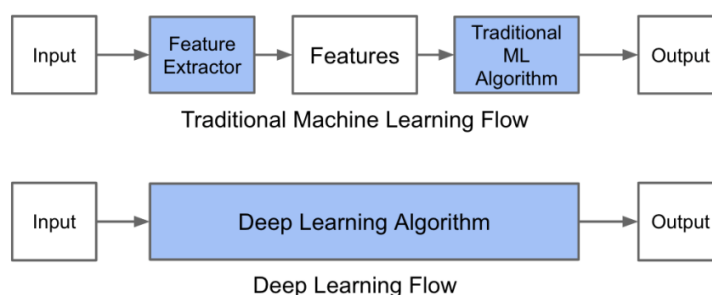 Input
Feature
Extractor
Features
Traditional
ML
Algorithm
Output
Traditional Machine Learning Flow
Input
Deep Learning Algorithm
Output
Deep Learning Flow